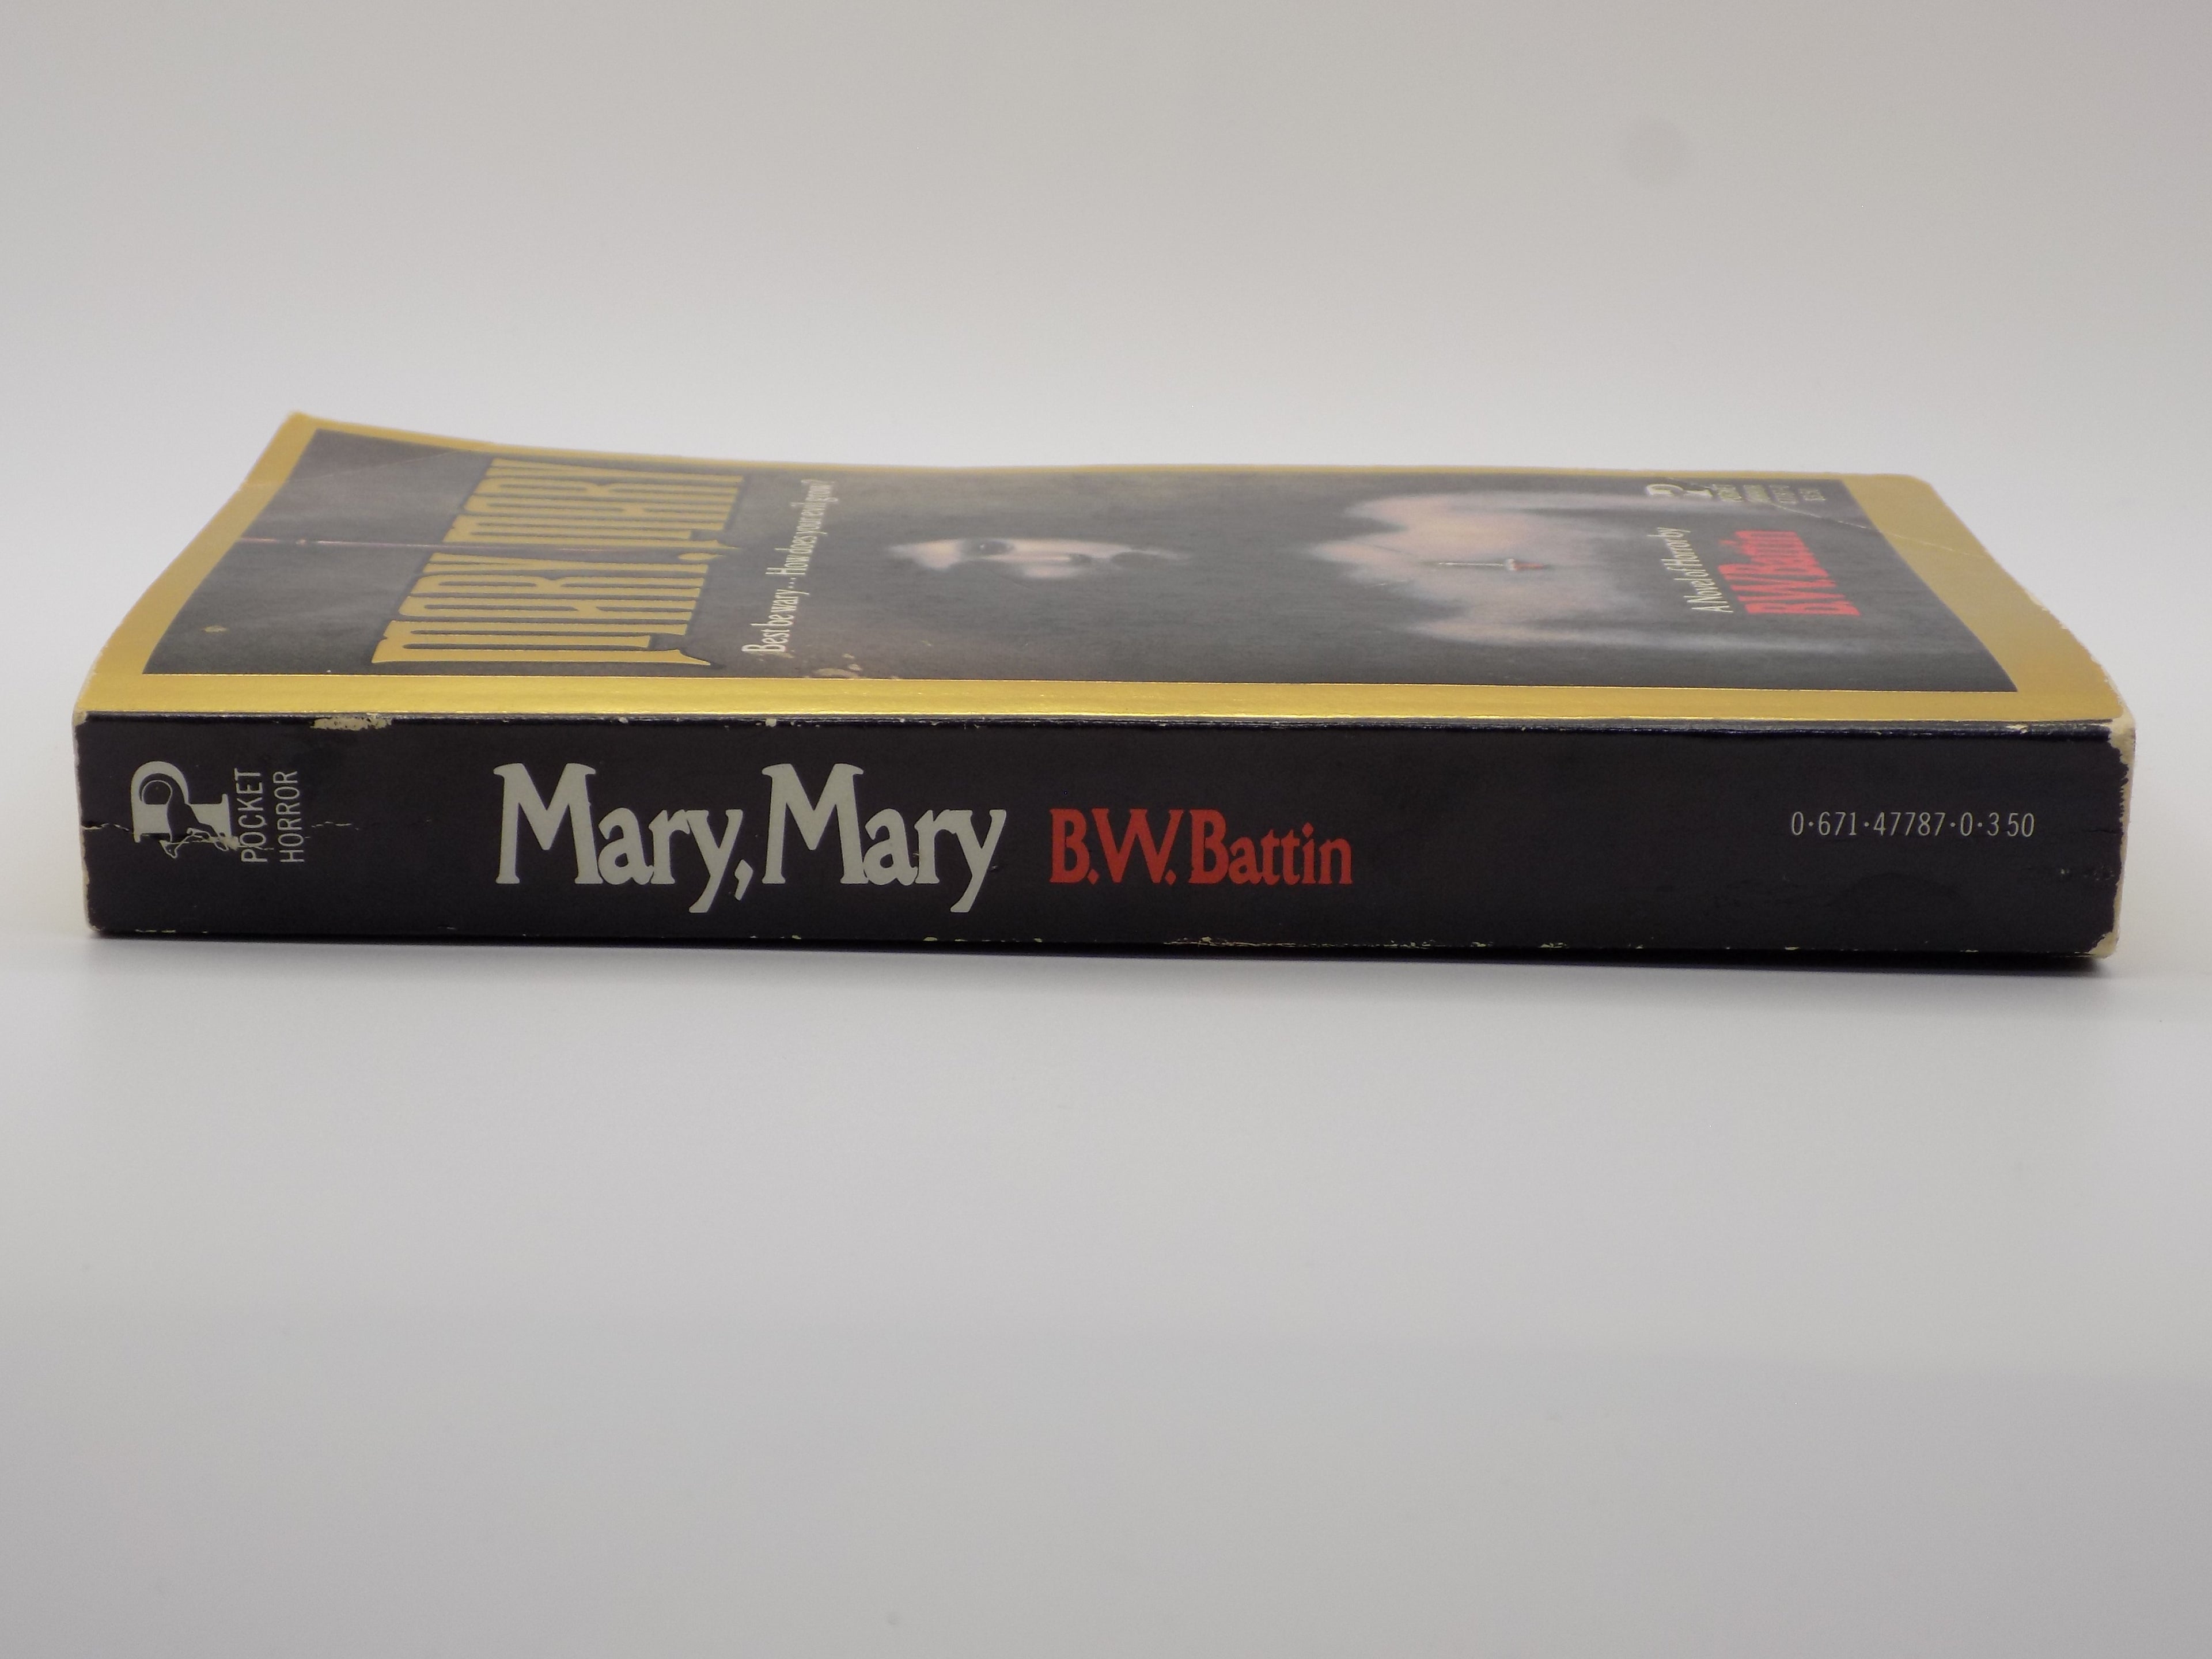 MARY, MARY
Best be wary... How does your evil grow?
A Novel of Horror by
B.W. Battin
P
POCKET
HORROR
Mary, Mary B.W. Battin
0·671·47787·0·350